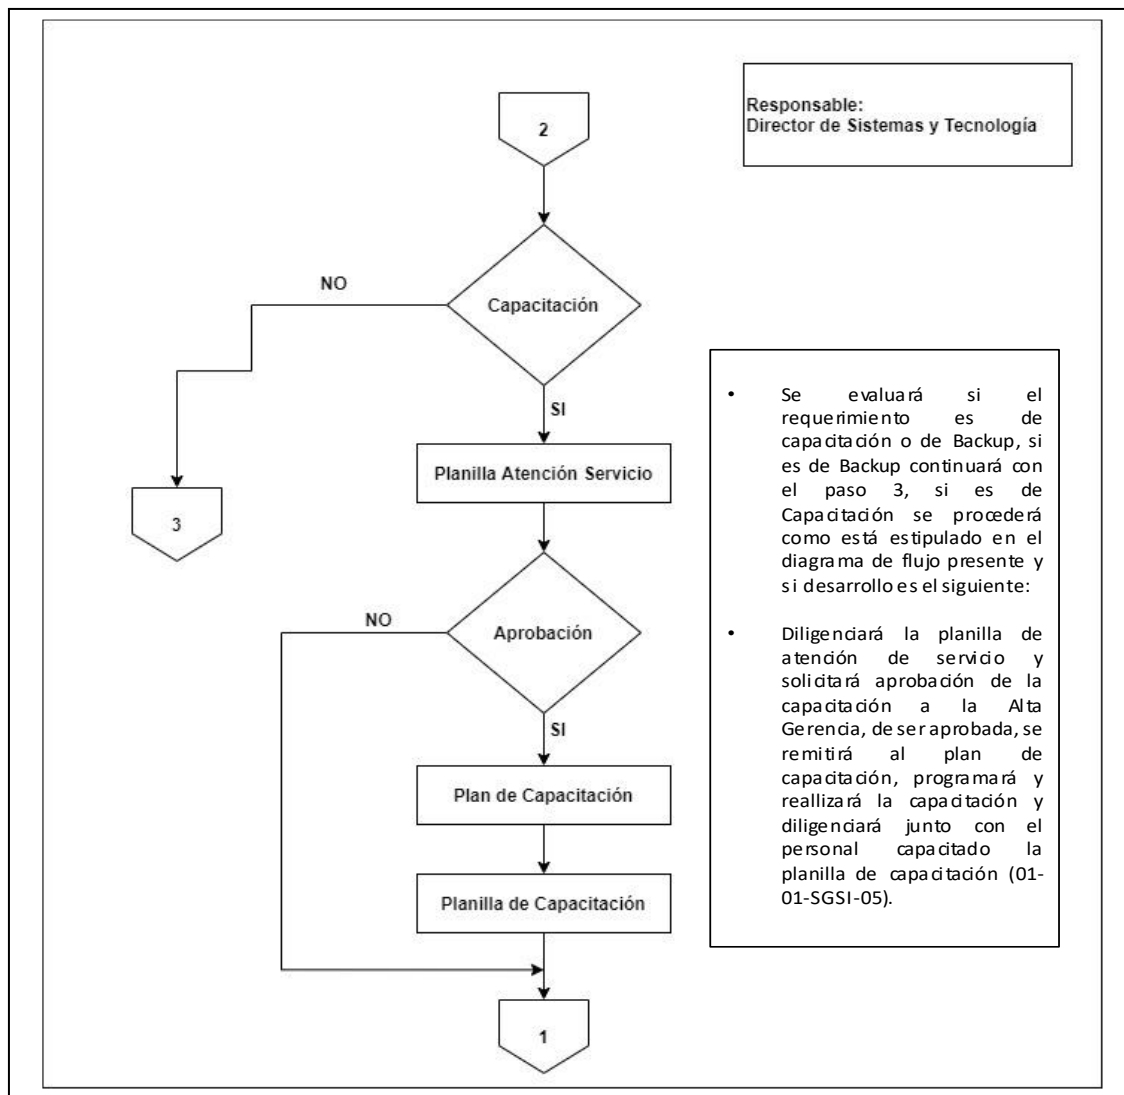 2
Responsable:
Director de Sistemas y Tecnología
Capacitación
NO
SI
Planilla Atención Servicio
3
Aprobación
NO
SI
Plan de Capacitación
Planilla de Capacitación
1
• Se evaluará si el
requerimiento es de
capacitación o de Backup, si
es de Backup continuará con
el paso 3, si es de
Capacitación se procederá
como está estipulado en el
diagrama de flujo presente y
si desarrollo es el siguiente:
• Diligenciará la planilla de
atención de servicio y
solicitará aprobación de la
capacitación a la Alta
Gerencia, de ser aprobada, se
remitirá al plan de
capacitación, programará y
reallizará la capacitación y
diligenciará junto con el
personal capacitado la
planilla de capacitación (01-
01-SGSI-05).